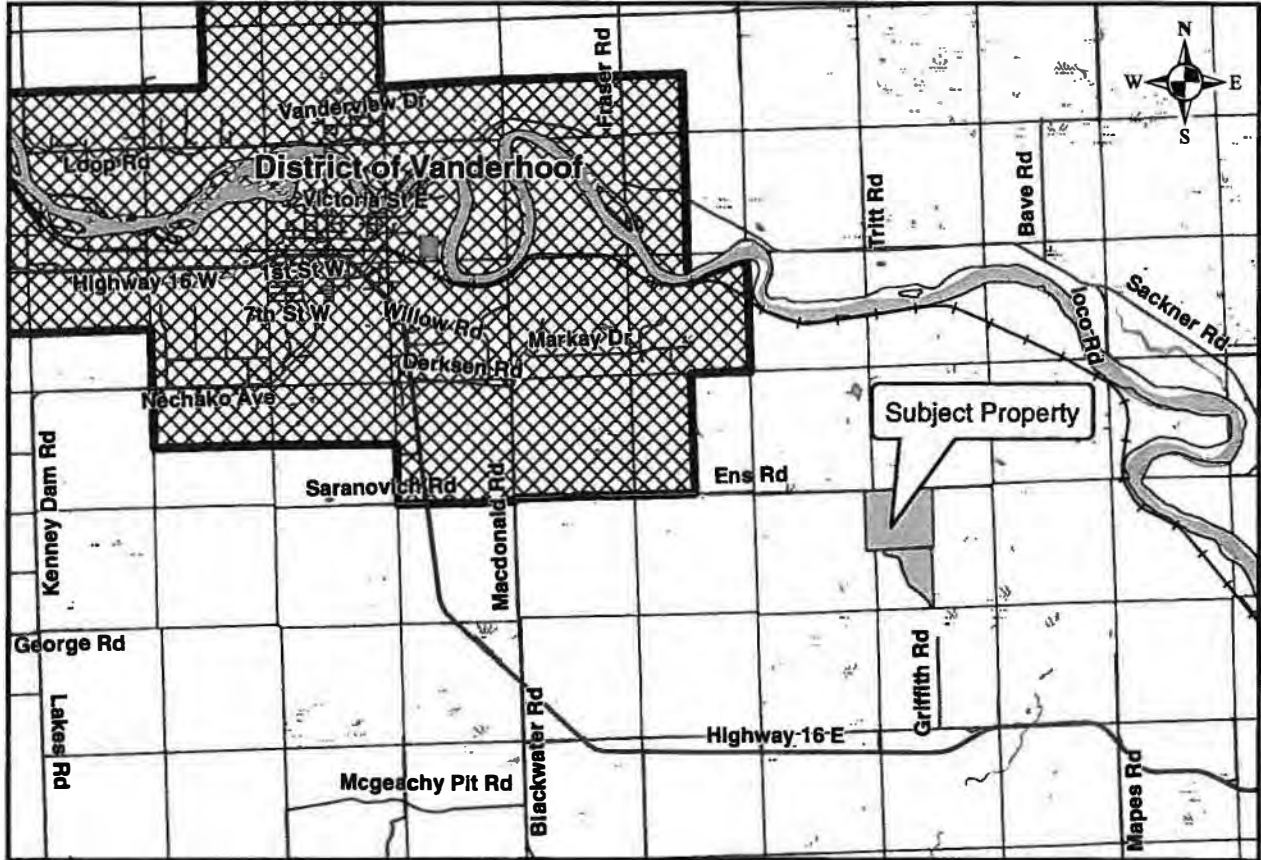 N
W E
S
Fraser Rd
Vanderview Dr
Loop Rd
District of Vanderhoof
Victoria St E
Tritt Rd
Bave Rd
Highway 16 W
1st St W
7th St W
Willow Rd
Markay Dr
Derksen Rd
Nechako Ave
loco Rd
Sackner Rd
Subject Property
Kenney Dam Rd
Saranovich Rd
Macdonald Rd
Ens Rd
George Rd
Lakes Rd
Blackwater Rd
Griffith Rd
Highway 16 E
Mcgeachy Pit Rd
Mapes Rd